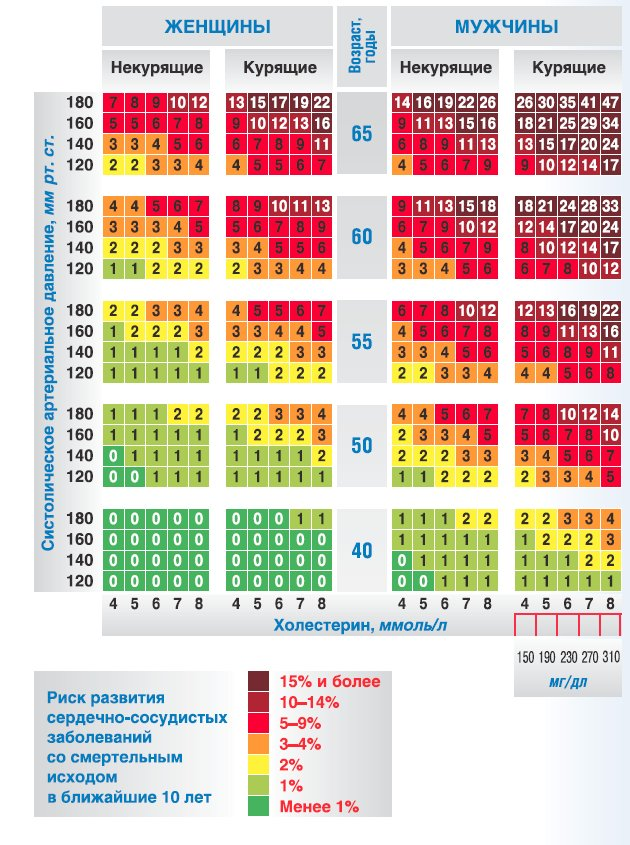 ЖЕНЩИНЫ Возраст, годы МУЖЧИНЫ
Некурящие Курящие Некурящие Курящие
Систолическое артериальное давление, мм рт. ст.
180 7 8 9 10 12 13 15 17 19 22 14 16 19 22 26 26 30 35 41 47
160 5 5 6 7 8 9 10 12 13 16 9 11 13 15 16 18 21 25 29 34
65
140 3 3 4 5 6 6 7 8 9 11 6 8 9 11 13 13 15 17 20 24
120 2 2 3 3 4 4 5 5 6 7 4 5 6 7 9 9 10 12 14 17
180 4 4 5 6 7 8 9 10 11 13 9 11 13 15 18 18 21 24 28 33
160 3 3 3 4 5 5 6 7 8 9 6 7 9 10 12 12 14 17 20 24
60
140 2 2 2 3 3 3 4 5 5 6 4 5 6 7 9 8 10 12 14 17
120 1 1 2 2 2 2 3 3 4 4 3 3 4 5 6 6 7 8 10 12
180 2 2 3 3 4 4 5 5 6 7 6 7 8 10 12 12 13 16 19 22
160 1 2 2 2 3 3 3 4 4 5 4 5 6 7 8 8 9 11 13 16
55
140 1 1 1 1 2 2 2 2 3 3 3 3 4 5 6 5 6 8 9 11
120 1 1 1 1 1 1 1 2 2 2 2 2 3 3 4 4 4 5 6 8
180 1 1 1 2 2 2 2 3 3 4 4 4 5 6 7 7 8 10 12 14
160 1 1 1 1 1 1 2 2 2 3 2 3 3 4 5 5 6 7 8 10
50
140 0 1 1 1 1 1 1 1 1 2 2 2 2 3 3 3 4 5 6 7
120 0 0 1 1 1 1 1 1 1 1 1 1 2 2 2 2 3 3 4 5
180 0 0 0 0 0 0 0 0 1 1 1 1 1 2 2 2 2 3 3 4
160 0 0 0 0 0 0 0 0 0 0 1 1 1 1 1 1 2 2 2 3
40
140 0 0 0 0 0 0 0 0 0 0 0 1 1 1 1 1 1 1 2 2
120 0 0 0 0 0 0 0 0 0 0 0 0 1 1 1 1 1 1 1 1
4 5 6 7 8 4 5 6 7 8 4 5 6 7 8 4 5 6 7 8
Холестерин, ммоль/л
150 190 230 270 310
мг/дл
Риск развития
сердечно-сосудистых
заболеваний
со смертельным
исходом
в ближайшие 10 лет
15% и более
10–14%
5–9%
3–4%
2%
1%
Менее 1%